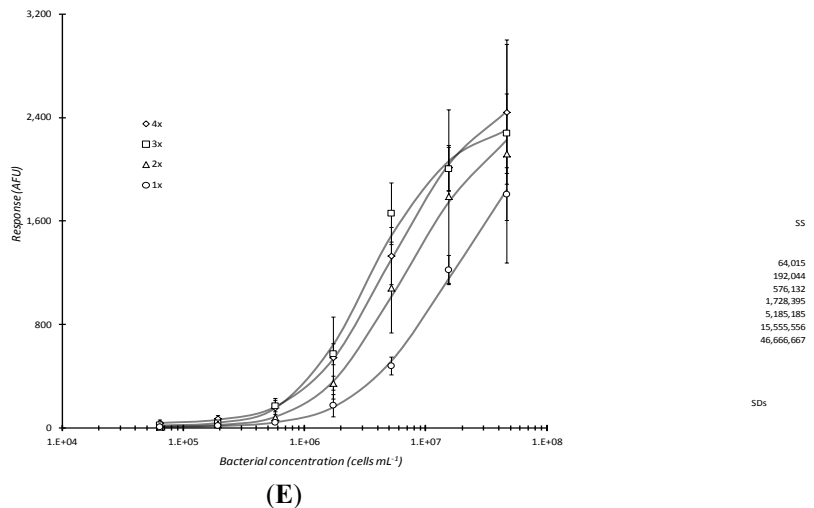 3,200
2,400
1,600
800
0
Response (AFU)
4x
3x
2x
1x
1.E+04
1.E+05
1.E+06
1.E+07
1.E+08
Bacterial concentration (cells mL⁻¹)
(E)
SS
64,015
192,044
576,132
1,728,395
5,185,185
15,555,556
46,666,667
SDs